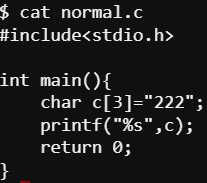 $ cat normal.c
#include<stdio.h>

int main(){
    char c[3]="222";
    printf("%s",c);
    return 0;
}